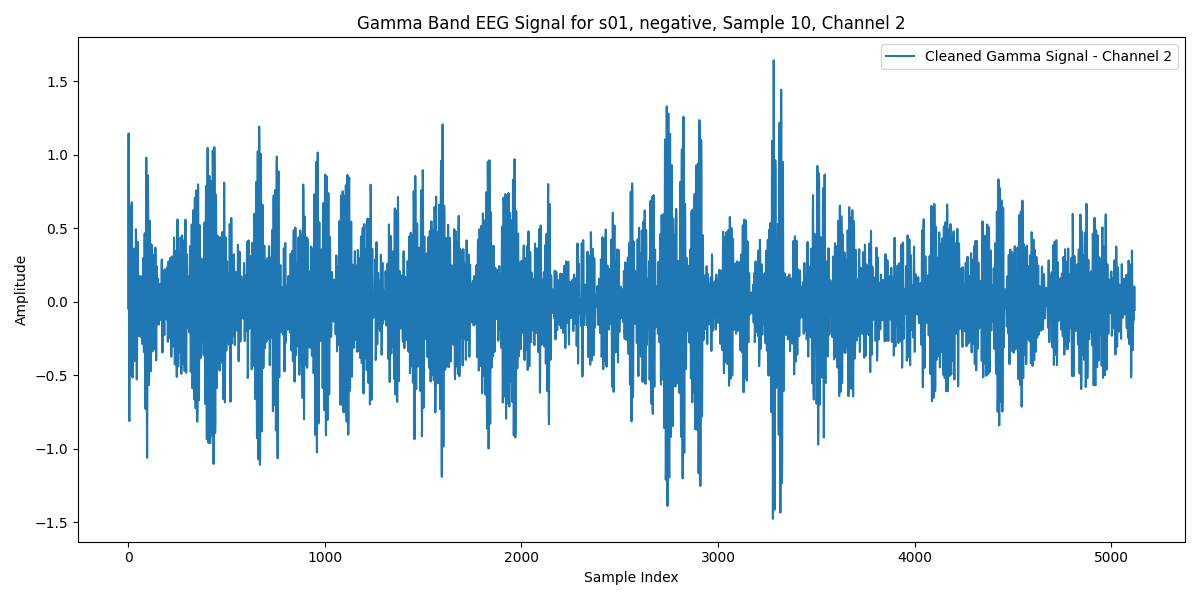 Gamma Band EEG Signal for s01, negative, Sample 10, Channel 2
Cleaned Gamma Signal - Channel 2
1.5
1.0
0.5
0.0
−0.5
−1.0
−1.5
Amplitude
0 1000 2000 3000 4000 5000
Sample Index